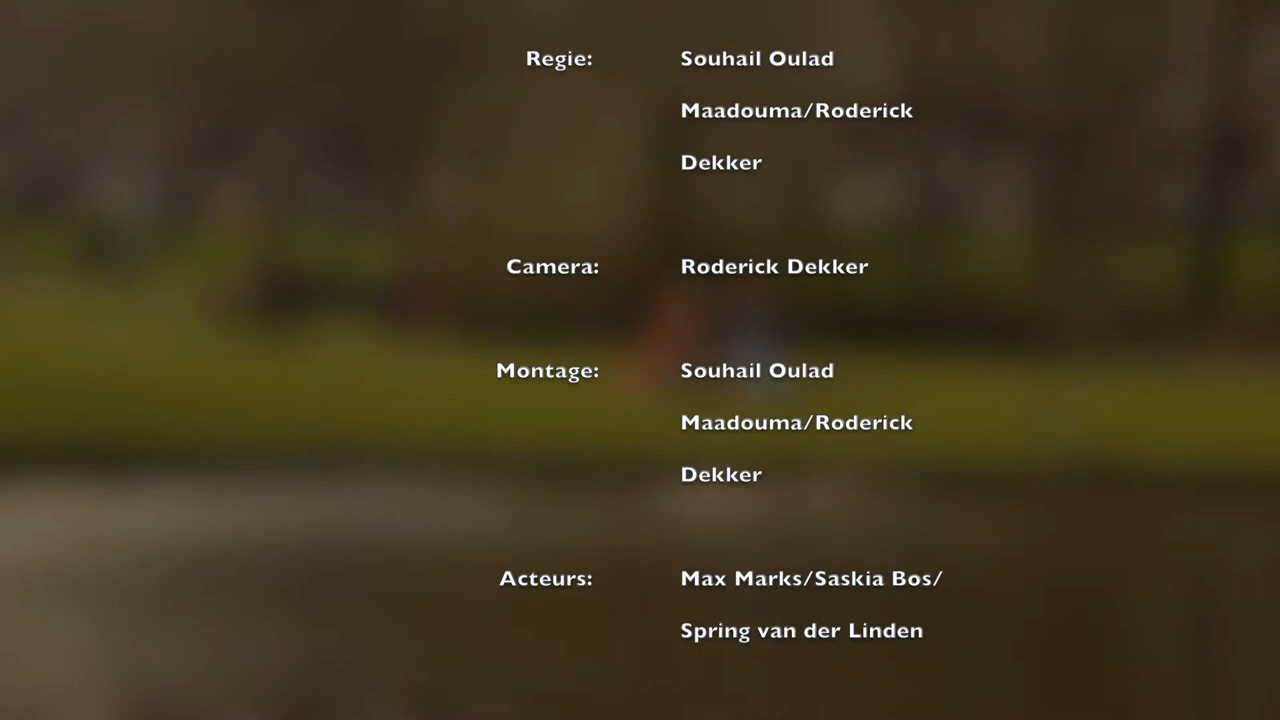 Regie: Souhail Oulad
Maadouma/Roderick
Dekker
Camera: Roderick Dekker
Montage: Souhail Oulad
Maadouma/Roderick
Dekker
Acteurs: Max Marks/Saskia Bos/
Spring van der Linden